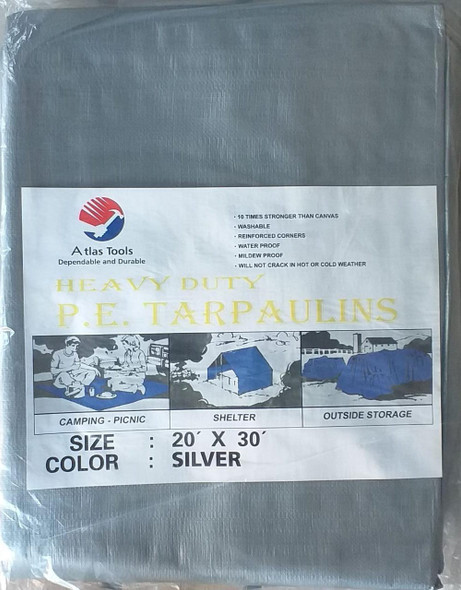 Atlas Tools
Dependable and Durable
· 10 TIMES STRONGER THAN CANVAS
· WASHABLE
· REINFORCED CORNERS
· WATER PROOF
· MILDEW PROOF
· WILL NOT CRACK IN HOT OR COLD WEATHER
HEAVY DUTY
P.E. TARPAULINS
CAMPING - PICNIC
SHELTER
OUTSIDE STORAGE
SIZE : 20´ X 30´
COLOR : SILVER